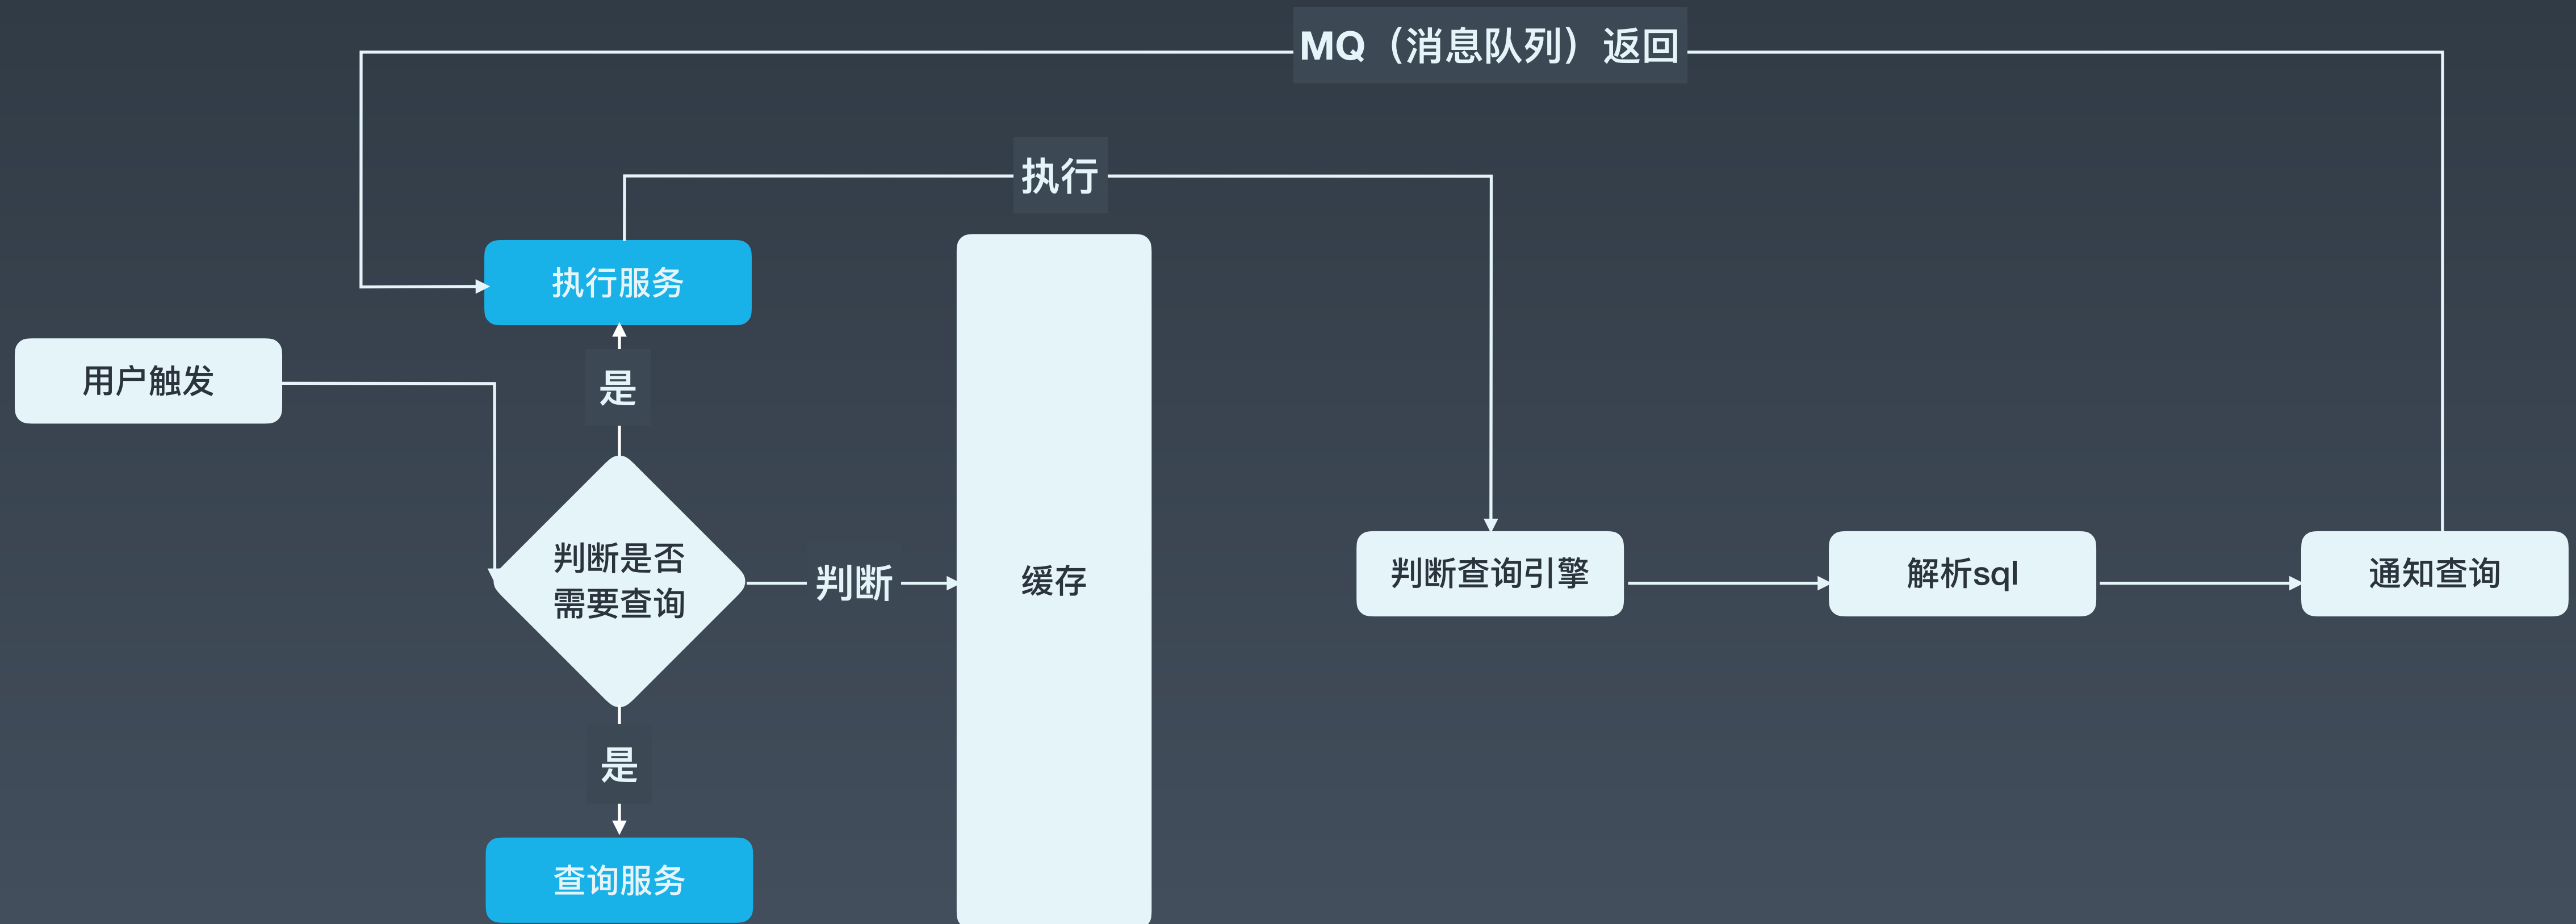 MQ（消息队列）返回
执行
执行服务
用户触发
是
判断是否
需要查询
判断
缓存
判断查询引擎
解析sql
通知查询
是
查询服务